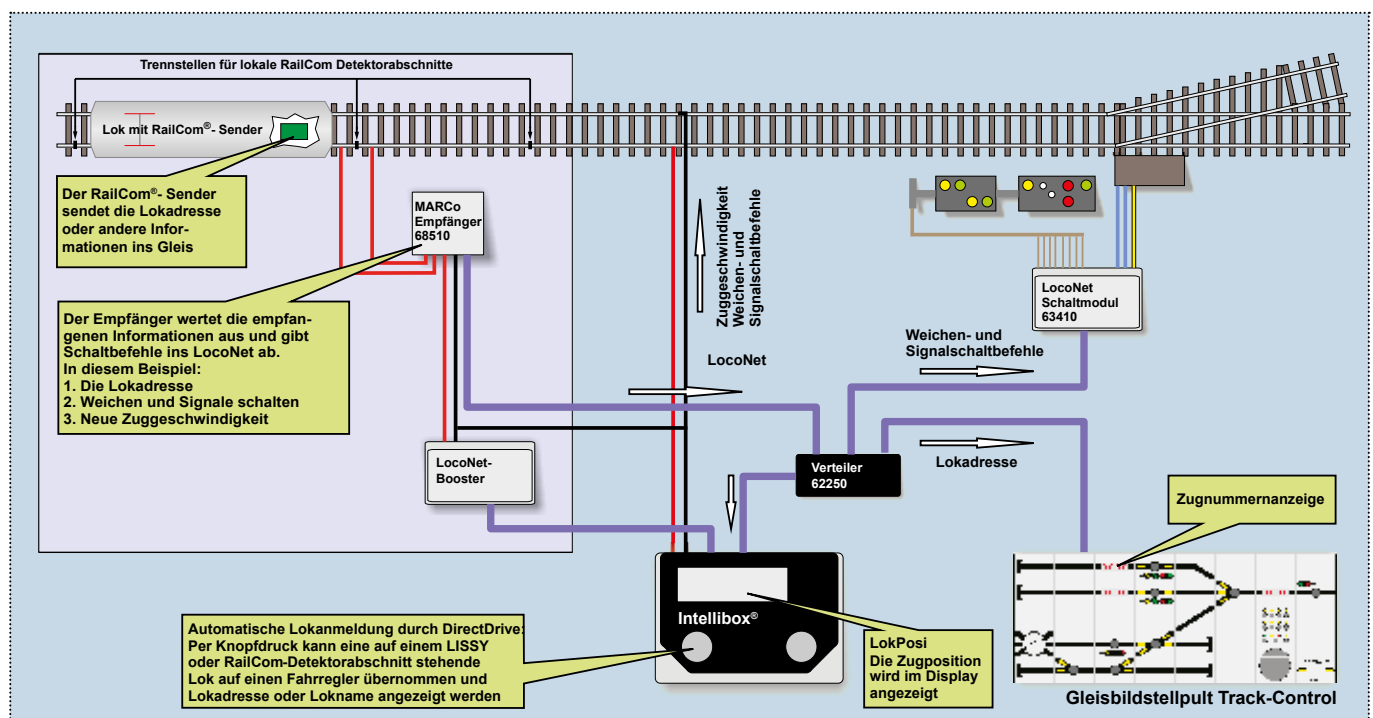 Trennstellen für lokale RailCom Detektorabschnitte
Lok mit RailCom®- Sender
Der RailCom®- Sender
sendet die Lokadresse
oder andere Infor-
mationen ins Gleis
MARCo
Empfänger
68510
Der Empfänger wertet die empfan-
genen Informationen aus und gibt
Schaltbefehle ins LocoNet ab.
In diesem Beispiel:
1. Die Lokadresse
2. Weichen und Signale schalten
3. Neue Zuggeschwindigkeit
LocoNet-
Booster
Zuggeschwindigkeit
Weichen- und
Signalschaltbefehle
LocoNet
LocoNet
Schaltmodul
63410
Weichen- und
Signalschaltbefehle
Lokadresse
Verteiler
62250
Zugnummernanzeige
Intellibox®
Automatische Lokanmeldung durch DirectDrive:
Per Knopfdruck kann eine auf einem LISSY
oder RailCom-Detektorabschnitt stehende
Lok auf einen Fahrregler übernommen und
Lokadresse oder Lokname angezeigt werden
LokPosi
Die Zugposition
wird im Display
angezeigt
Gleisbildstellpult Track-Control